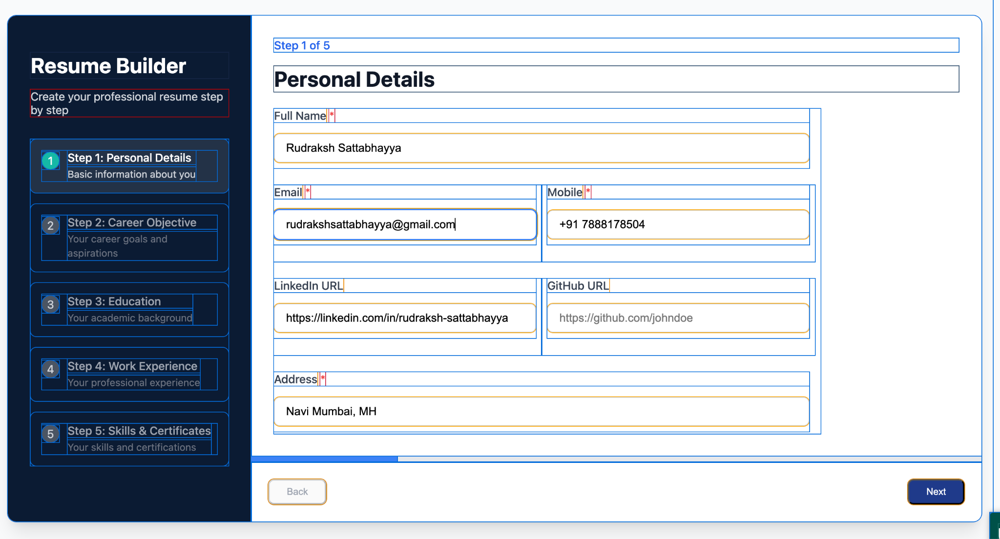 Resume Builder
Create your professional resume step
by step
1
Step 1: Personal Details
Basic information about you
2
Step 2: Career Objective
Your career goals and
aspirations
3
Step 3: Education
Your academic background
4
Step 4: Work Experience
Your professional experience
5
Step 5: Skills & Certificates
Your skills and certifications
Step 1 of 5
Personal Details
Full Name *
Rudraksh Sattabhayya
Email * Mobile *
rudrakshsattabhayya@gmail.com +91 7888178504
LinkedIn URL GitHub URL
https://linkedin.com/in/rudraksh-sattabhayya https://github.com/johndoe
Address *
Navi Mumbai, MH
Back Next